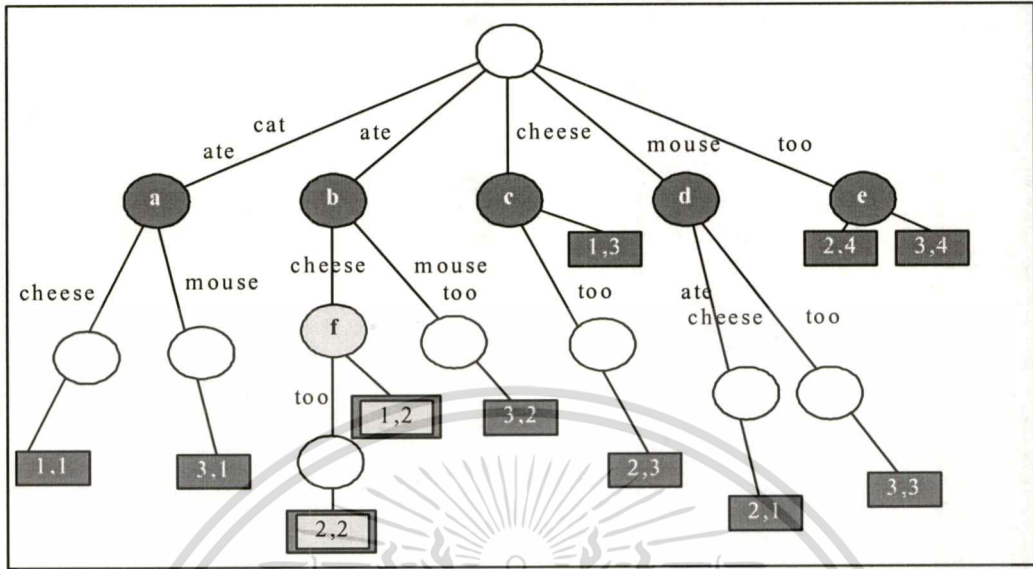 cat
ate
ate
cheese
mouse
too
a
b
c
d
e
1,3
2,4
3,4
cheese
mouse
cheese
mouse
too
too
ate
cheese
too
f
too
1,2
3,2
1,1
3,1
2,3
3,3
2,1
2,2